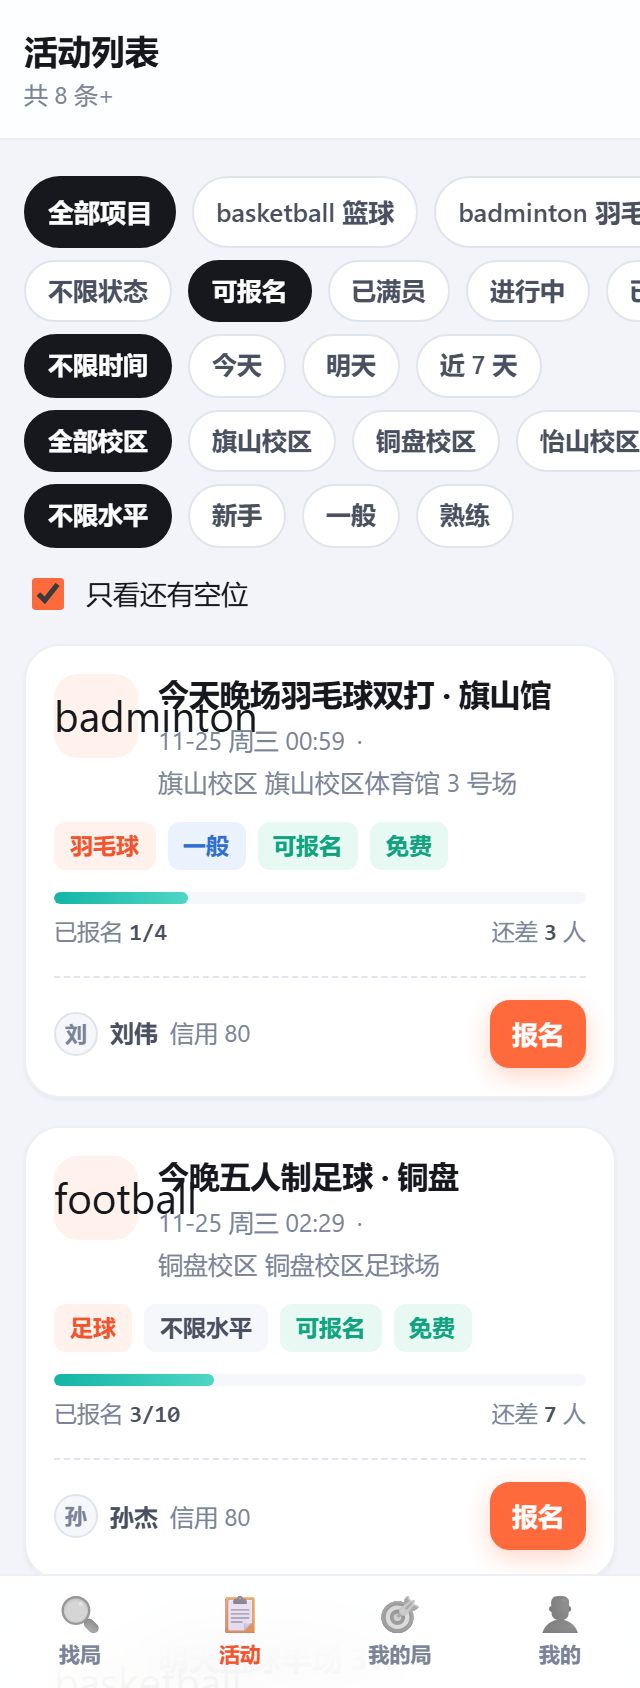 活动列表
共 8 条+
全部项目 basketball 篮球 badminton 羽毛
不限状态 可报名 已满员 进行中 已
不限时间 今天 明天 近 7 天
全部校区 旗山校区 铜盘校区 怡山校区
不限水平 新手 一般 熟练
只看还有空位
今天晚场羽毛球双打 · 旗山馆
badminton
11-25 周三 00:59 ·
旗山校区 旗山校区体育馆 3 号场
羽毛球 一般 可报名 免费
已报名 1/4 还差 3 人
刘 刘伟 信用 80 报名
今晚五人制足球 · 铜盘
football
11-25 周三 02:29 ·
铜盘校区 铜盘校区足球场
足球 不限水平 可报名 免费
已报名 3/10 还差 7 人
孙 孙杰 信用 80 报名
找局 活动 我的局 我的
basketball